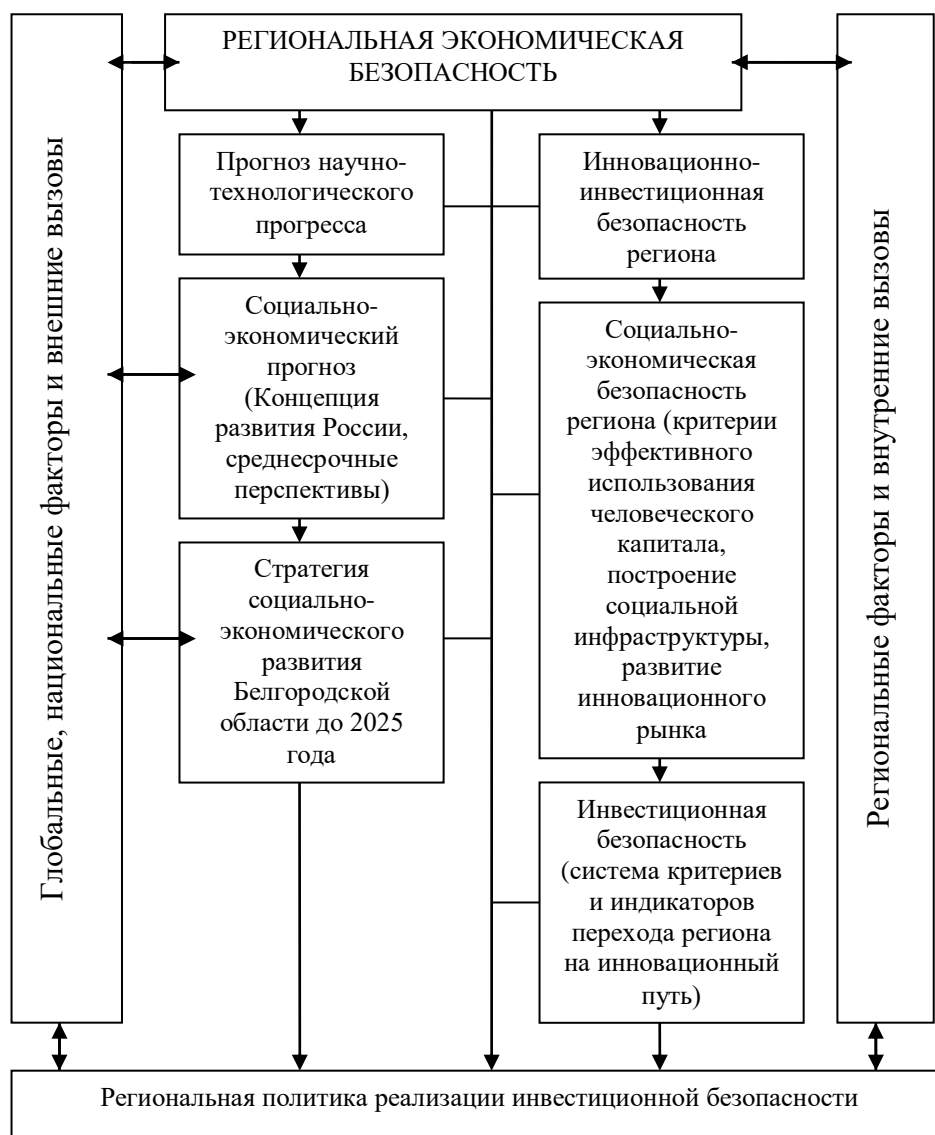 РЕГИОНАЛЬНАЯ ЭКОНОМИЧЕСКАЯ
БЕЗОПАСНОСТЬ
Глобальные, национальные факторы и внешние вызовы
Прогноз научно-
технологического
прогресса
Социально-
экономический
прогноз
(Концепция
развития России,
среднесрочные
перспективы)
Стратегия
социально-
экономического
развития
Белгородской
области до 2025
года
Инновационно-
инвестиционная
безопасность
региона
Социально-
экономическая
безопасность
региона (критерии
эффективного
использования
человеческого
капитала,
построение
социальной
инфраструктуры,
развитие
инновационного
рынка
Инвестиционная
безопасность
(система критериев
и индикаторов
перехода региона
на инновационный
путь)
Региональные факторы и внутренние вызовы
Региональная политика реализации инвестиционной безопасности